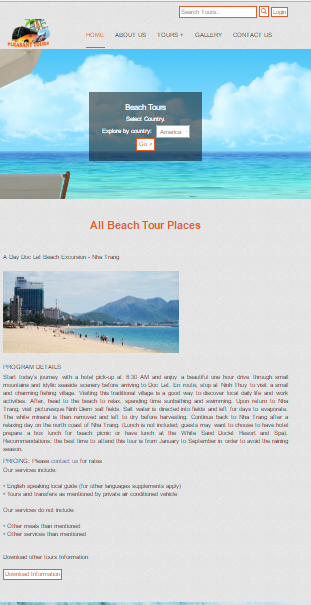 Search Tours..
Login
PLEASANT TOURS
HOME ABOUT US TOURS + GALLERY CONTACT US
Beach Tours
Select Country.
Explore by country: America
Go >
All Beach Tour Places
A Day Doc Let Beach Excursion - Nha Trang
PROGRAM DETAILS
Start today's journey with a hotel pick-up at 8:30 AM and enjoy a beautiful one hour drive through small
mountains and idyllic seaside scenery before arriving to Doc Let. En route, stop at Ninh Thuy to visit a small
and charming fishing village. Visiting this traditional village is a good way to discover local daily life and work
activities. After, head to the beach to relax, spending time sunbathing and swimming. Upon return to Nha
Trang, visit picturesque Ninh Diem salt fields. Salt water is directed into fields and left for days to evaporate.
The white mineral is then removed and left to dry before harvesting. Continue back to Nha Trang after a
relaxing day on the north coast of Nha Trang. (Lunch is not included; guests may want to choose to have hotel
prepare a box lunch for beach picnic or have lunch at the White Sand Doclet Resort and Spa).
Recommendations: the best time to attend this tour is from January to September in order to avoid the raining
season.
PRICING: Please contact us for rates
Our services include:
• English speaking local guide (for other languages supplements apply)
• Tours and transfers as mentioned by private air conditioned vehicle
Our services do not include:
• Other meals than mentioned
• Other services than mentioned
Download other tours Information
Download Information